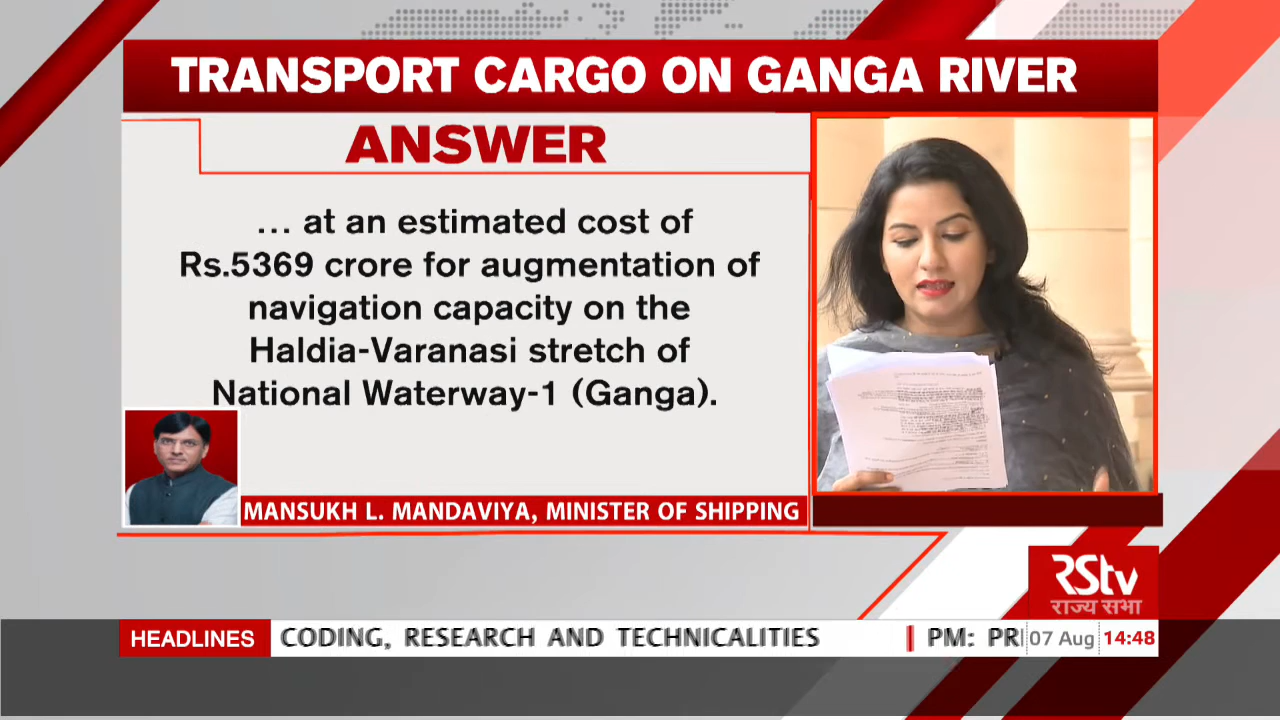 TRANSPORT CARGO ON GANGA RIVER
ANSWER
... at an estimated cost of
Rs.5369 crore for augmentation of
navigation capacity on the
Haldia-Varanasi stretch of
National Waterway-1 (Ganga).
MANSUKH L. MANDAVIYA, MINISTER OF SHIPPING
RStv
राज्य सभा
HEADLINES CODING, RESEARCH AND TECHNICALITIES | PM: PRI 07 Aug 14:48